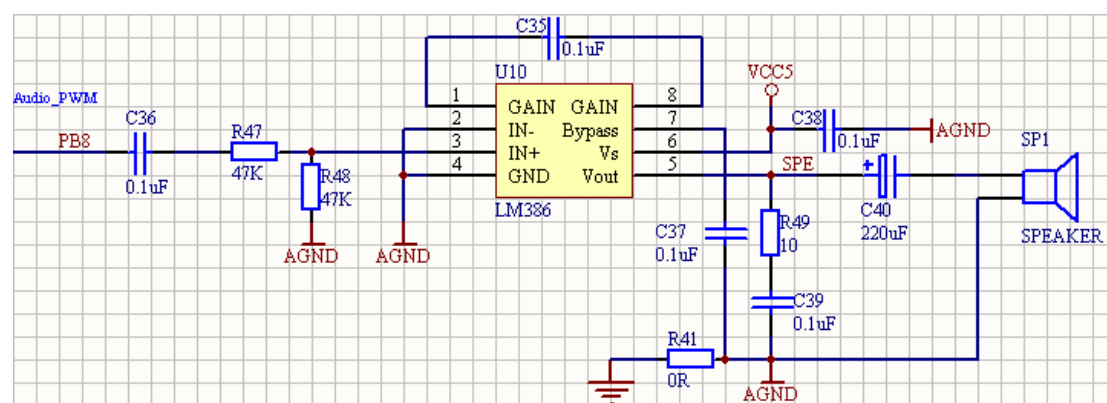 C35
0.1uF
U10
VCC5
Audio_PWM
1 GAIN GAIN 8
2 IN- Bypass 7
3 IN+ Vs 6
4 GND Vout 5
LM386
PB8
C36
0.1uF
R47
47K
R48
47K
AGND
AGND
C38
0.1uF
AGND
SP1
SPE
+
C40
220uF
SPEAKER
C37
0.1uF
R49
10
C39
0.1uF
R41
0R
AGND